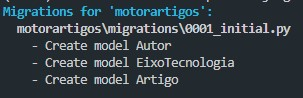 Migrations for 'motorartigos':
motorartigos\migrations\0001_initial.py
- Create model Autor
- Create model EixoTecnologia
- Create model Artigo